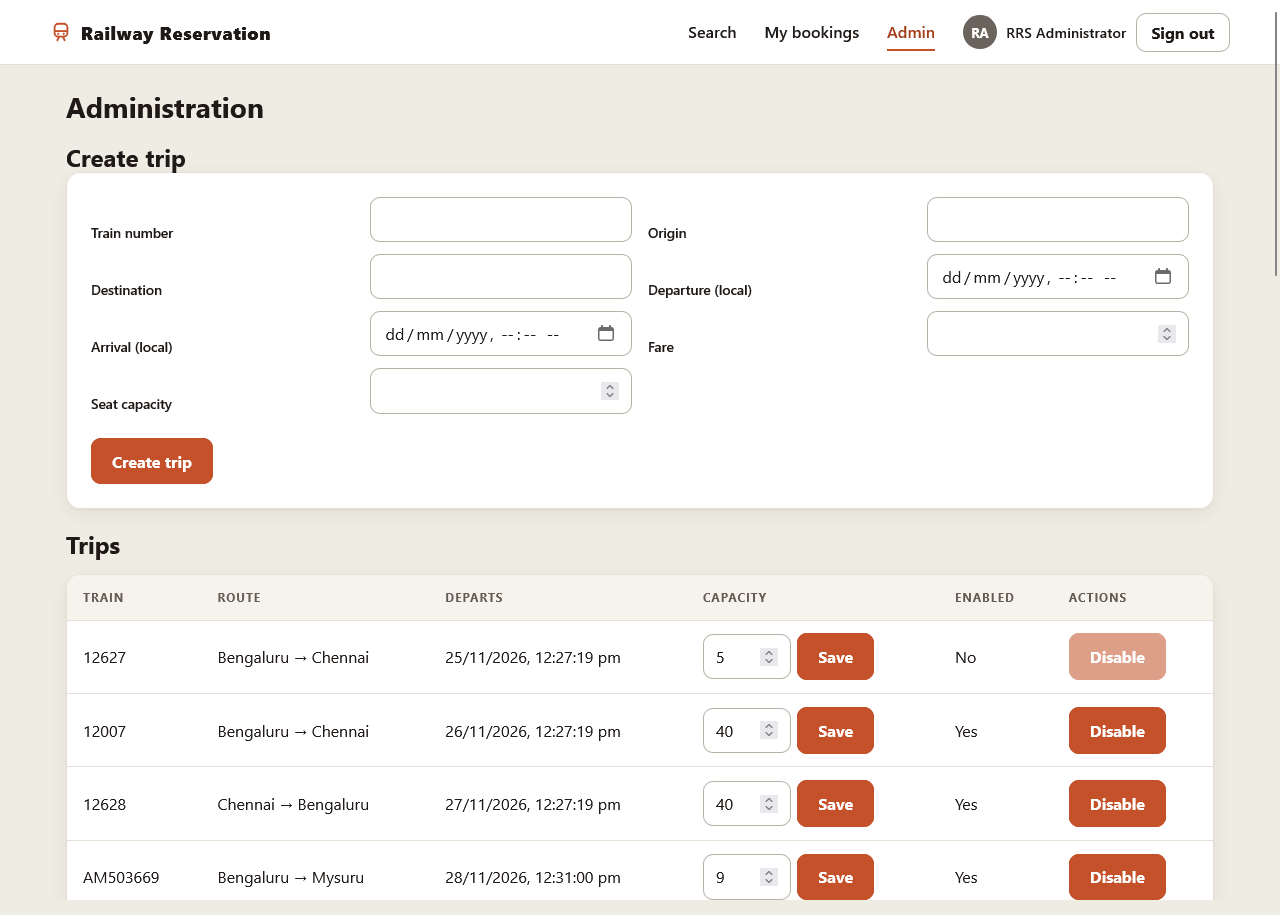 Railway Reservation Search My bookings Admin RA RRS Administrator Sign out
Administration
Create trip
Train number Origin
Destination Departure (local) dd/mm/yyyy, --:-- --
Arrival (local) dd/mm/yyyy, --:-- -- Fare
Seat capacity
Create trip
Trips
TRAIN ROUTE DEPARTS CAPACITY ENABLED ACTIONS
12627 Bengaluru → Chennai 25/11/2026, 12:27:19 pm 5 Save No Disable
12007 Bengaluru → Chennai 26/11/2026, 12:27:19 pm 40 Save Yes Disable
12628 Chennai → Bengaluru 27/11/2026, 12:27:19 pm 40 Save Yes Disable
AM503669 Bengaluru → Mysuru 28/11/2026, 12:31:00 pm 9 Save Yes Disable